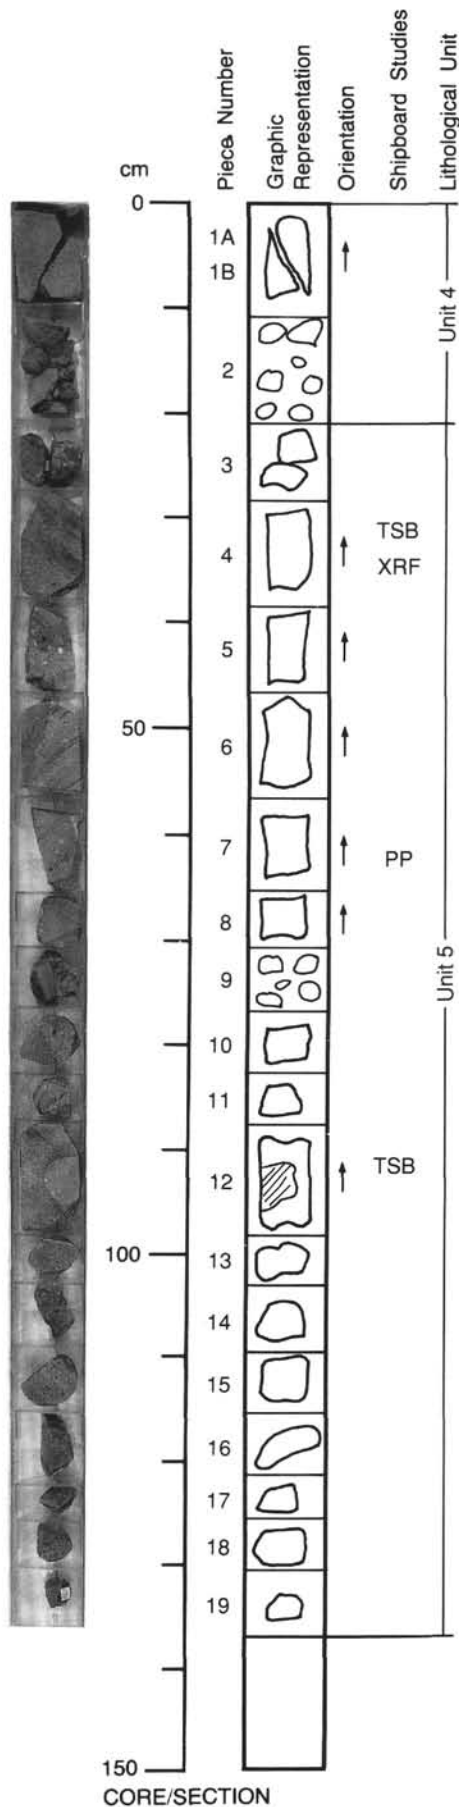 cm
Piece Number
Graphic
Representation
Orientation
Shipboard Studies
Lithological Unit
0
1A
1B
Unit 4
2
3
4
TSB
XRF
5
50
6
7
PP
8
9
Unit 5
10
11
12
TSB
100
13
14
15
16
17
18
19
150
CORE/SECTION